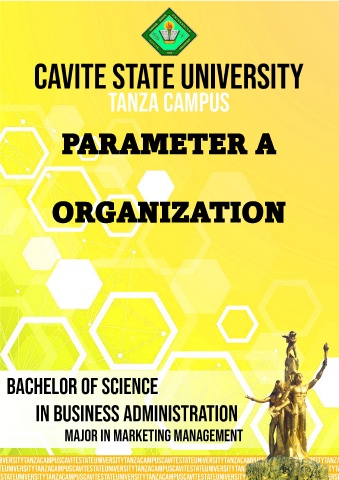 CAVITE STATE UNIVERSITY
TANZA CAMPUS
PARAMETER A
ORGANIZATION
BACHELOR OF SCIENCE
IN BUSINESS ADMINISTRATION
MAJOR IN MARKETING MANAGEMENT